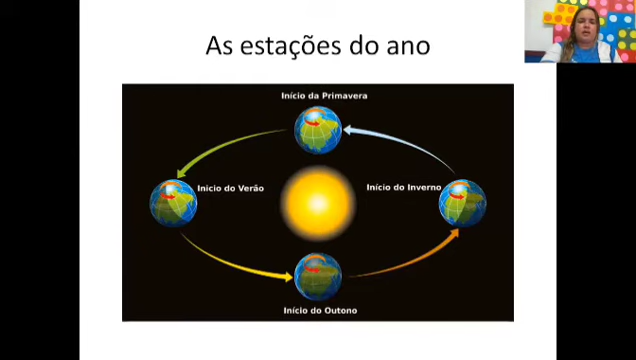 As estações do ano
Início da Primavera
Início do Verão
Início do Inverno
Início do Outono